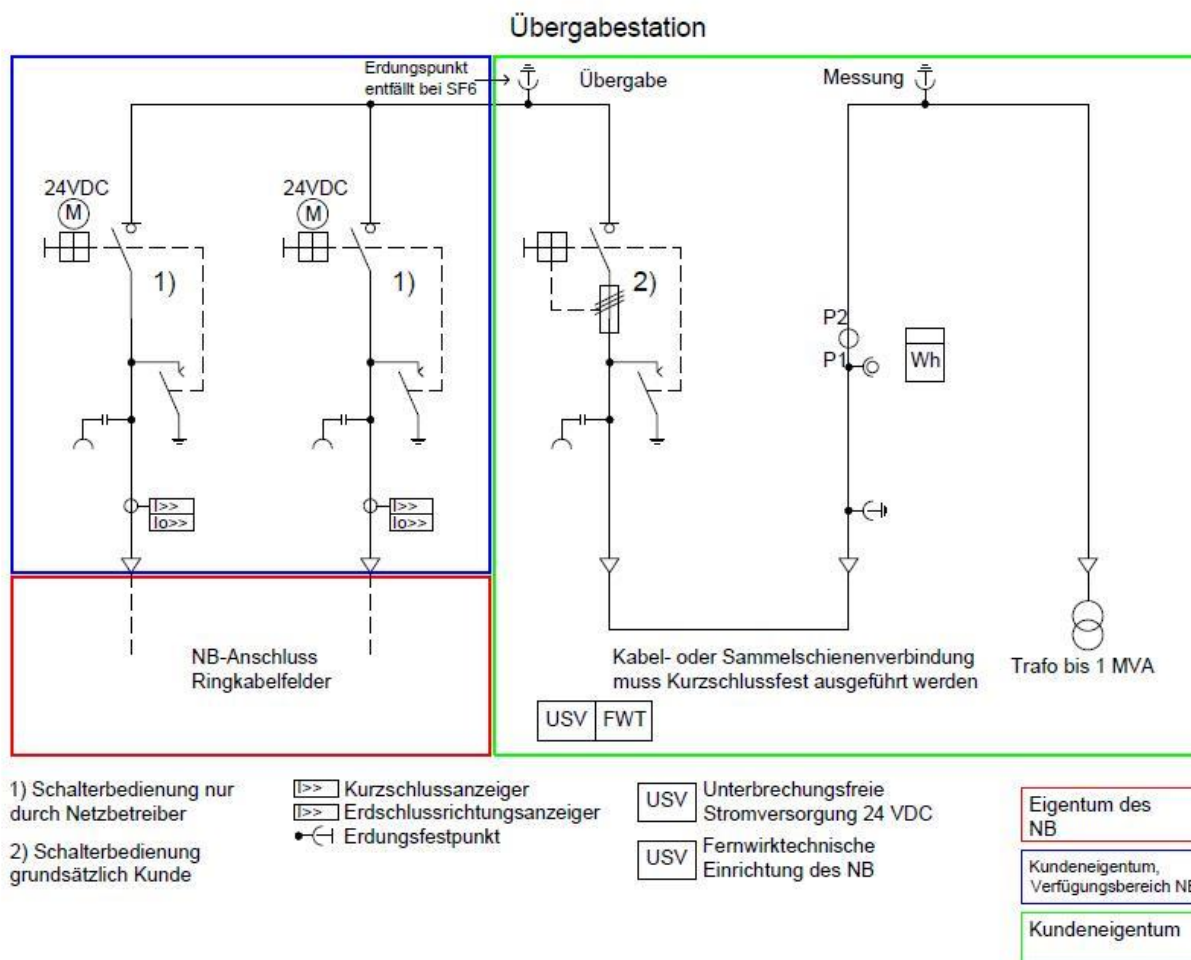 Übergabestation
Erdungspunkt
entfällt bei SF6
Übergabe
Messung
24VDC
M
1)
24VDC
M
1)
2)
P2
P1
Wh
I>>
Io>>
I>>
Io>>
NB-Anschluss
Ringkabelfelder
Kabel- oder Sammelschienenverbindung
muss Kurzschlussfest ausgeführt werden
Trafo bis 1 MVA
USV FWT
1) Schalterbedienung nur
durch Netzbetreiber
2) Schalterbedienung
grundsätzlich Kunde
I>> Kurzschlussanzeiger
I>> Erdschlussrichtungsanzeiger
Erdungsfestpunkt
USV Unterbrechungsfreie
Stromversorgung 24 VDC
USV Fernwirktechnische
Einrichtung des NB
Eigentum des
NB
Kundeneigentum,
Verfügungsbereich NB
Kundeneigentum